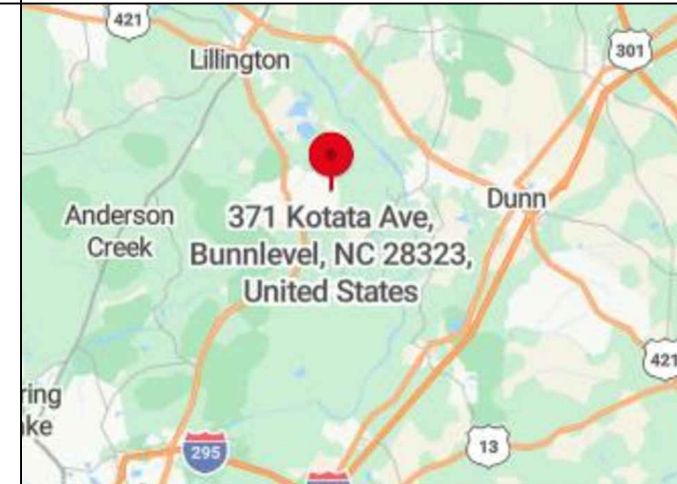 421
301
Lillington
Dunn
Anderson
Creek
371 Kotata Ave,
Bunnlevel, NC 28323,
United States
421
ring
ke
13
295